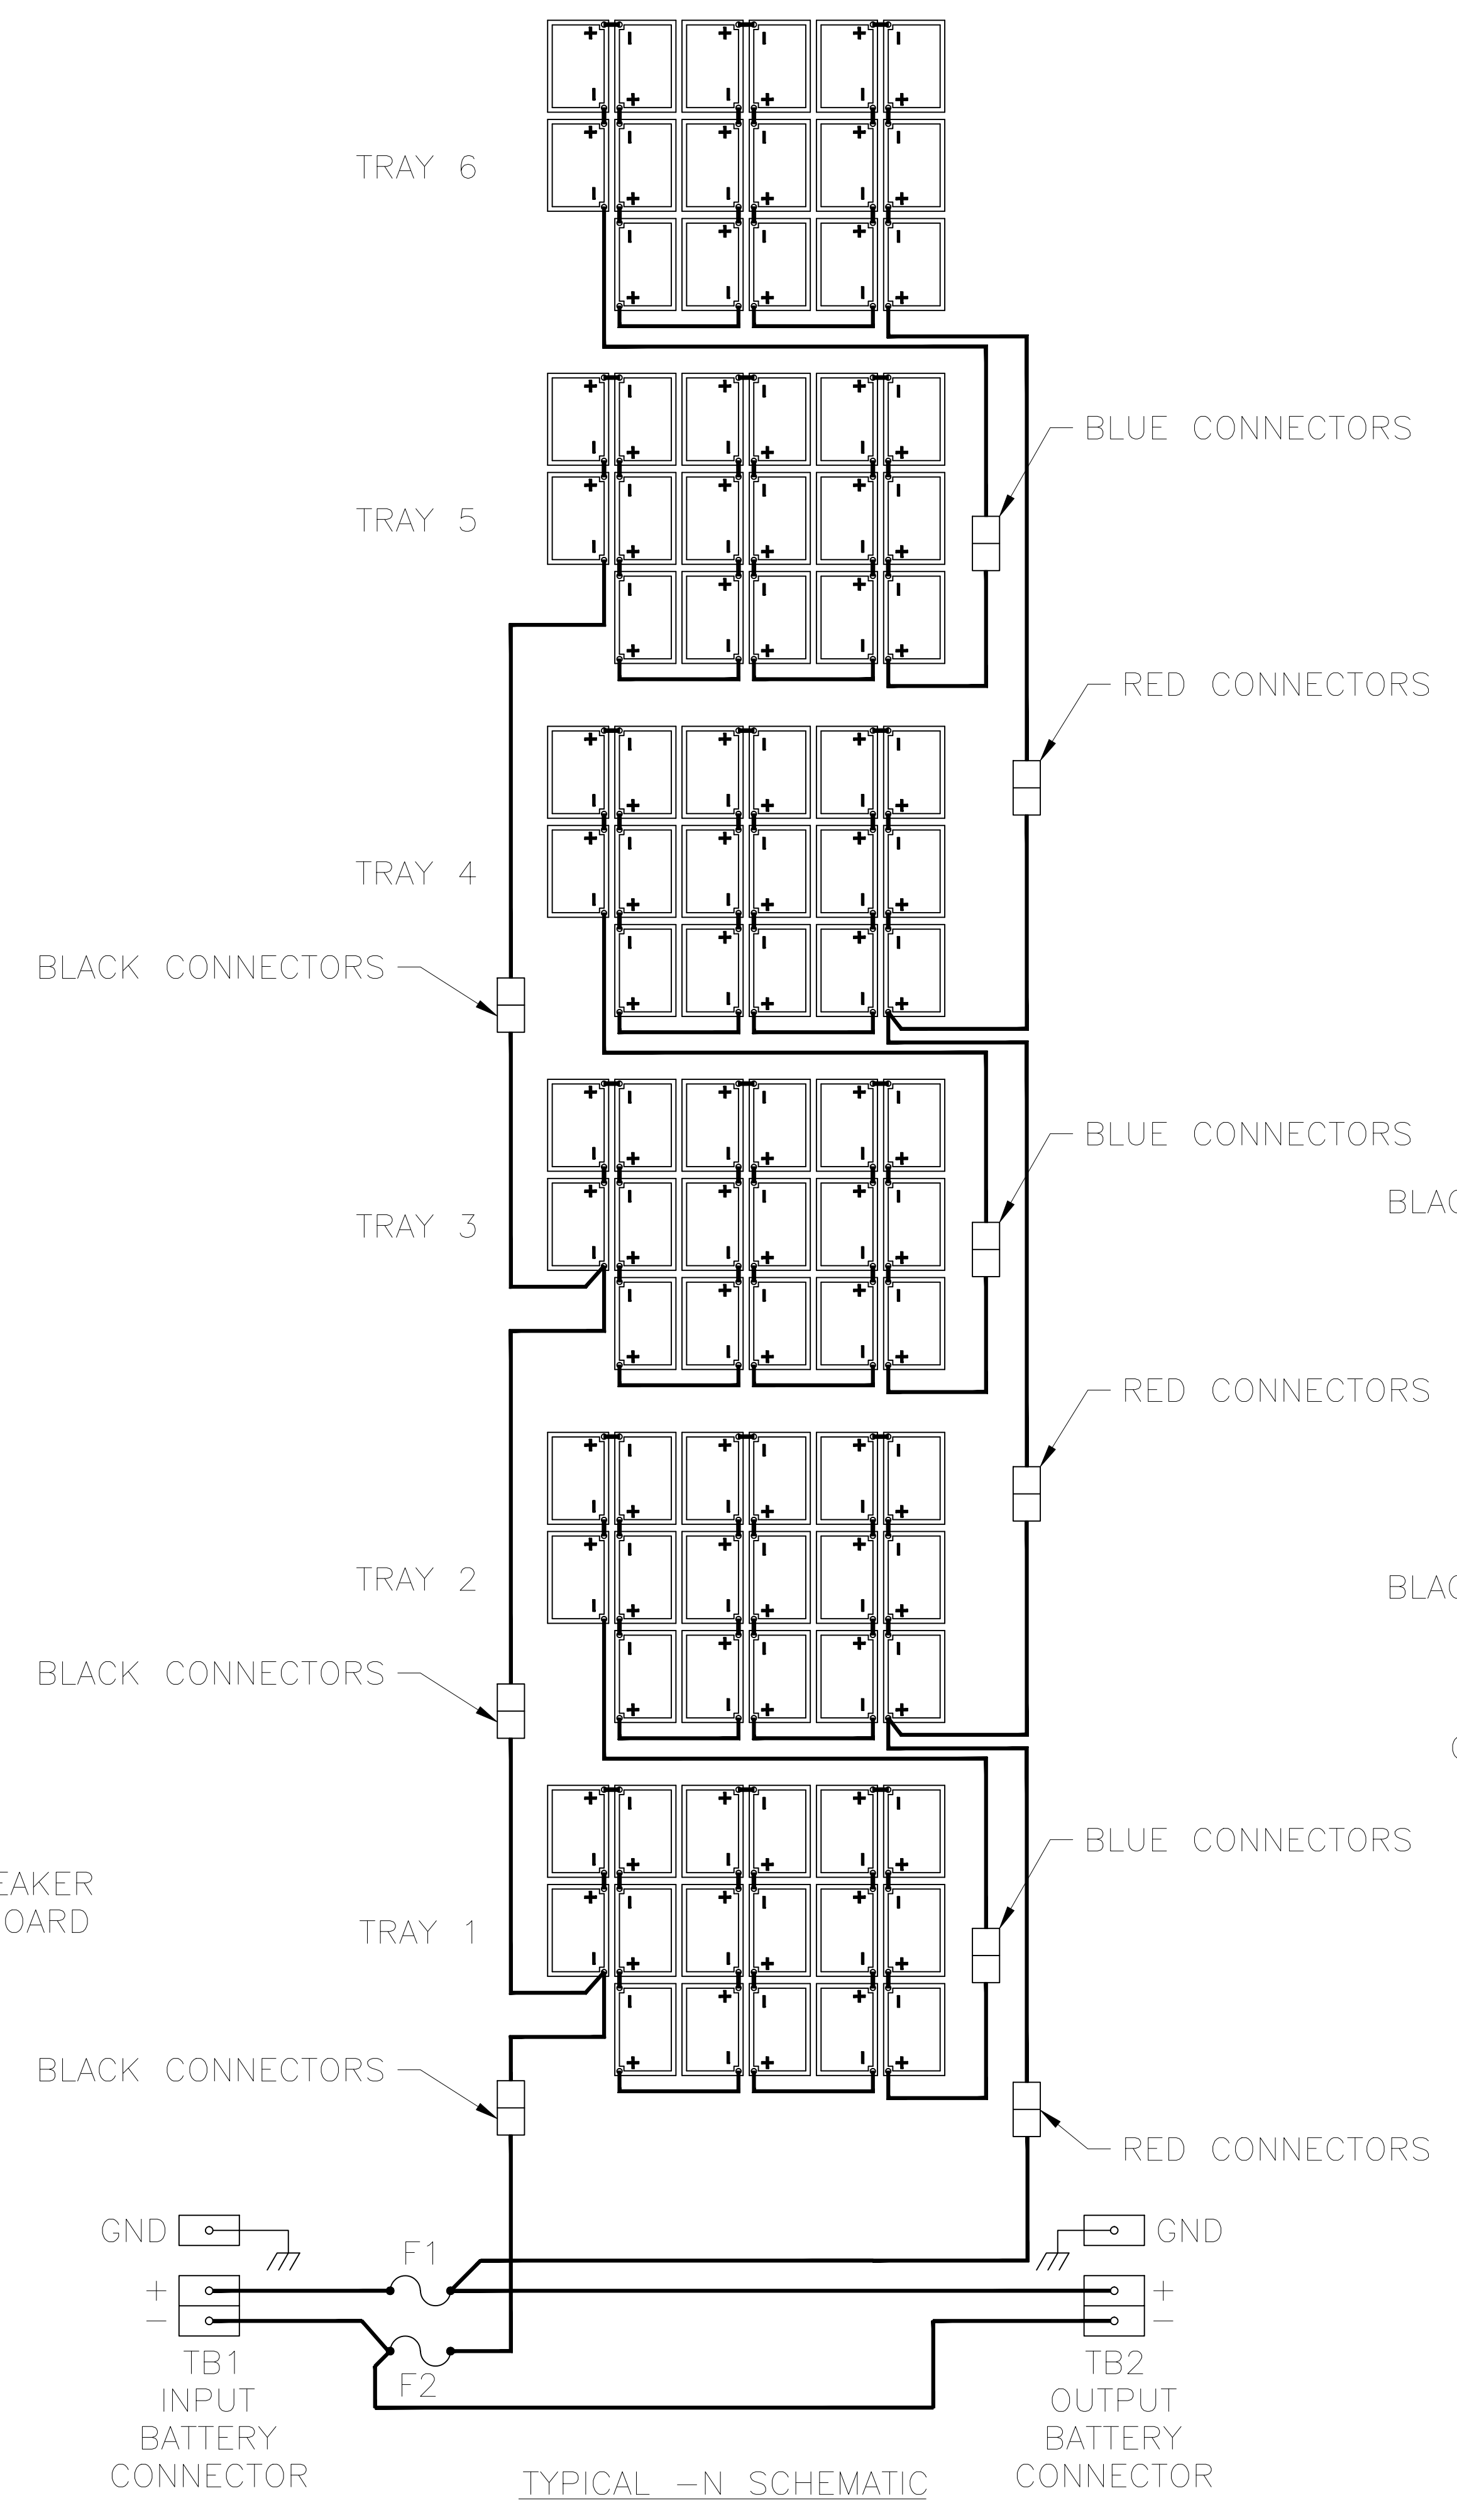 TRAY 6
BLUE CONNECTORS
TRAY 5
RED CONNECTORS
TRAY 4
BLACK CONNECTORS
BLUE CONNECTORS
TRAY 3
RED CONNECTORS
TRAY 2
BLACK CONNECTORS
BLUE CONNECTORS
TRAY 1
BLACK CONNECTORS
RED CONNECTORS
GND
GND
F1
+
+
−
−
F2
TB1
INPUT
BATTERY
CONNECTOR
TB2
OUTPUT
BATTERY
CONNECTOR
TYPICAL −N SCHEMATIC